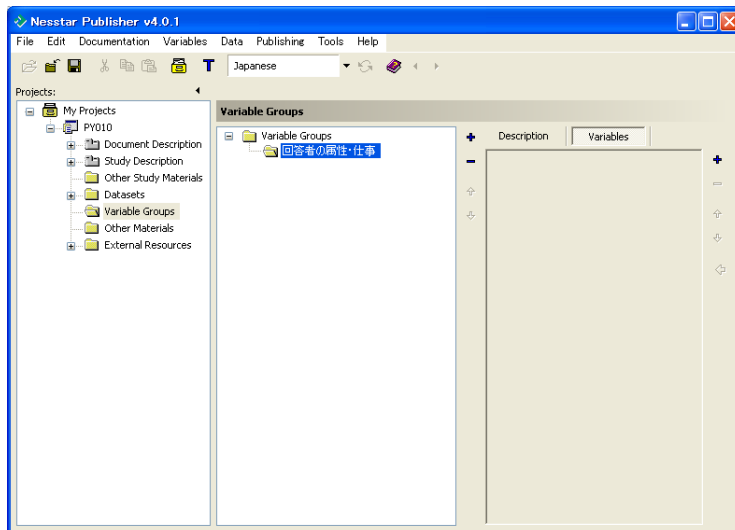 Nesstar Publisher v4.0.1
File Edit Documentation Variables Data Publishing Tools Help
T Japanese
Projects:
My Projects
PY010
Document Description
Study Description
Other Study Materials
Datasets
Variable Groups
Other Materials
External Resources
Variable Groups
Variable Groups
回答者の属性・仕事
Description Variables